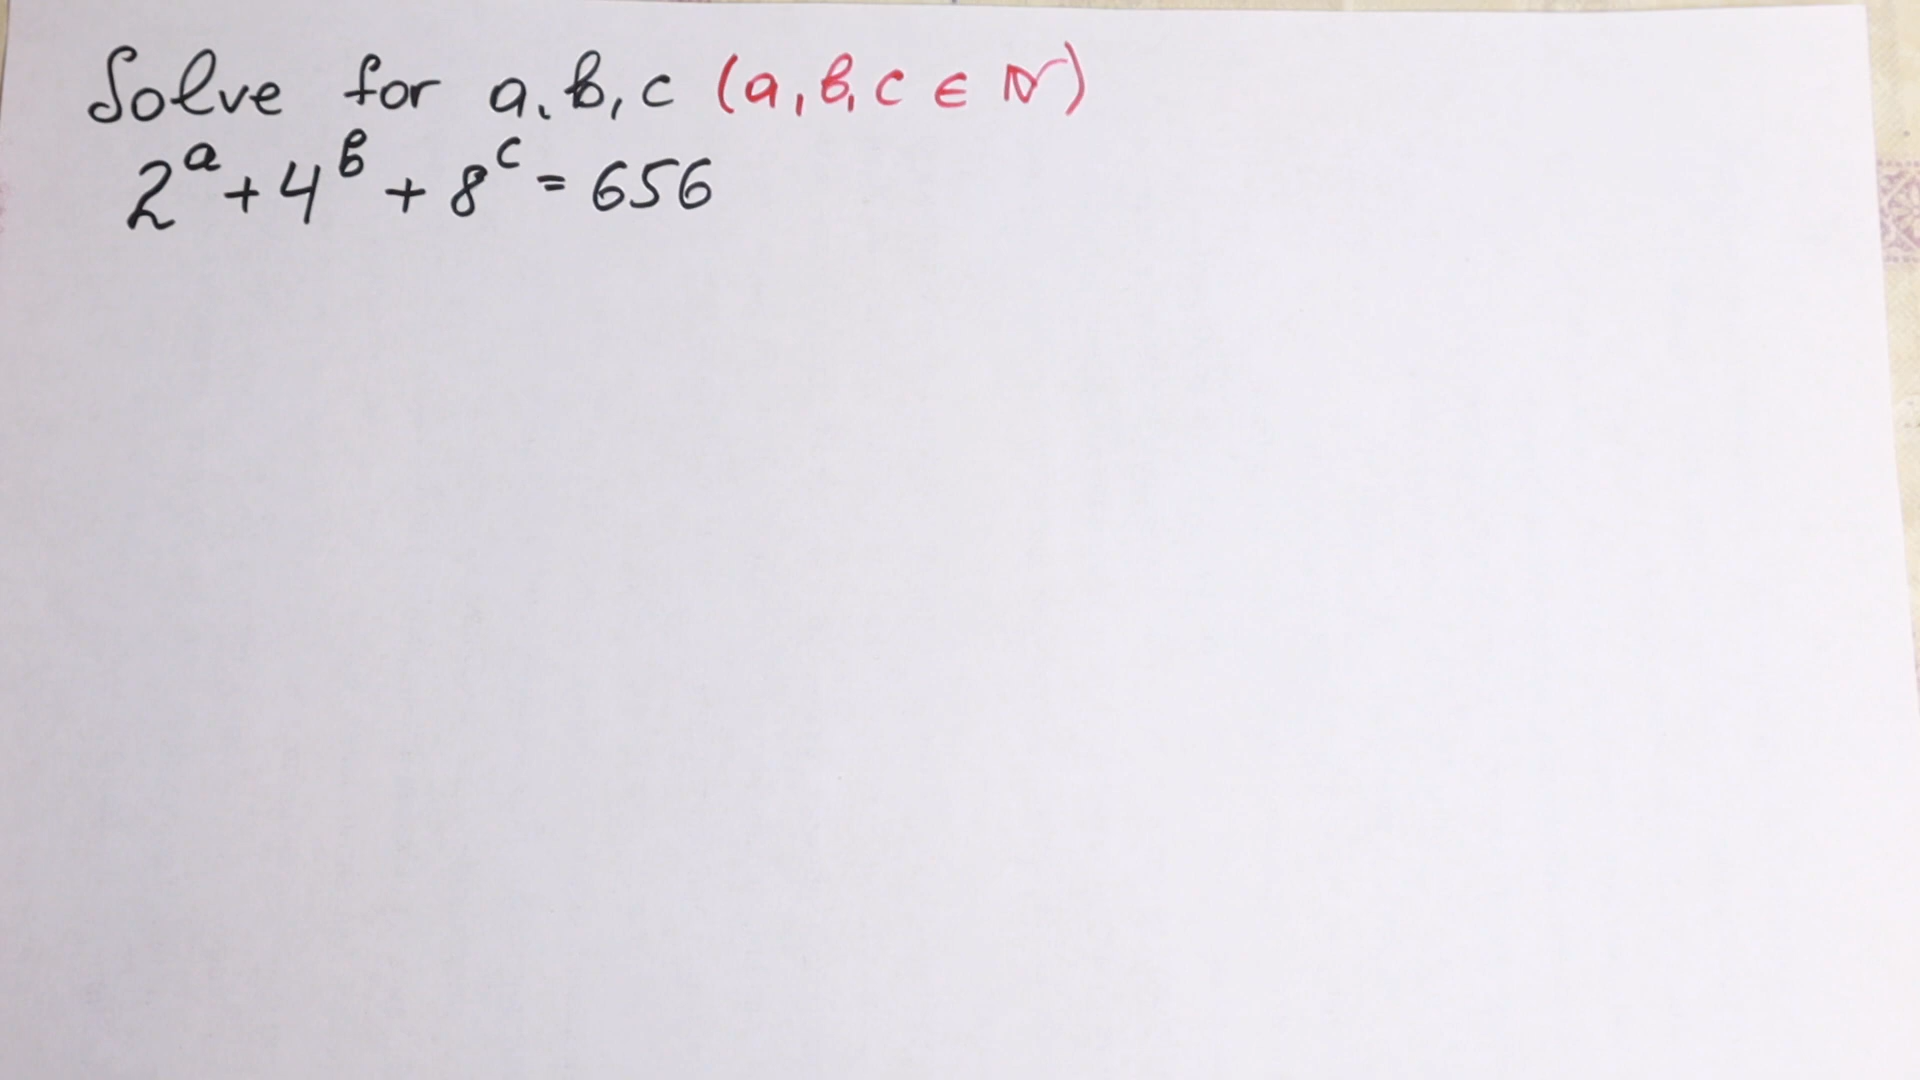 Solve for a, b, c (a, b, c ∈ ℕ)
2^a + 4^b + 8^c = 656